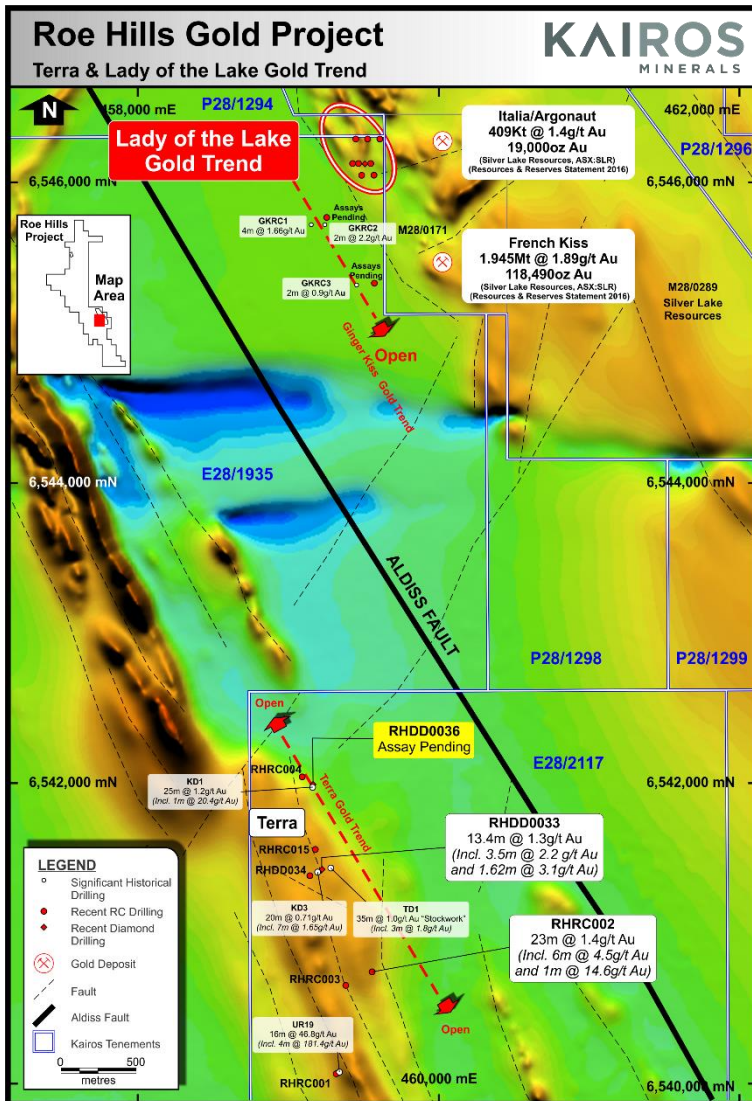 Roe Hills Gold Project
Terra & Lady of the Lake Gold Trend
KAIROS
MINERALS
N
458,000 mE
P28/1294
462,000 mE
P28/1296
Lady of the Lake
Gold Trend
Italia/Argonaut
409Kt @ 1.4g/t Au
19,000oz Au
(Silver Lake Resources, ASX:SLR)
(Resources & Reserves Statement 2016)
6,546,000 mN
6,546,000 mN
Assays
Pending
GKRC1
4m @ 1.66g/t Au
GKRC2
2m @ 2.2g/t Au
M28/0171
Roe Hills
Project
Map
Area
French Kiss
1.945Mt @ 1.89g/t Au
118,490oz Au
(Silver Lake Resources, ASX:SLR)
(Resources & Reserves Statement 2016)
Assays
Pending
GKRC3
2m @ 0.9g/t Au
M28/0289
Silver Lake
Resources
Open
Ginger Kiss Gold Trend
E28/1935
6,544,000 mN
6,544,000 mN
ALDISS FAULT
P28/1298
P28/1299
Open
RHDD0036
Assay Pending
E28/2117
RHRC004
6,542,000 mN
6,542,000 mN
KD1
25m @ 1.2g/t Au
(Incl. 1m @ 20.4g/t Au)
Terra Gold Trend
Terra
RHDD0033
13.4m @ 1.3g/t Au
(Incl. 3.5m @ 2.2 g/t Au
and 1.62m @ 3.1g/t Au)
RHRC015
RHDD034
KD3
20m @ 0.71g/t Au
(Incl. 7m @ 1.65g/t Au)
TD1
35m @ 1.0g/t Au "Stockwork"
(Incl. 3m @ 1.8g/t Au)
RHRC002
23m @ 1.4g/t Au
(Incl. 6m @ 4.5g/t Au
and 1m @ 14.6g/t Au)
RHRC003
Open
UR19
16m @ 46.8g/t Au
(Incl. 4m @ 181.4g/t Au)
RHRC001
460,000 mE
6,540,000 mN
LEGEND
Significant Historical
Drilling
Recent RC Drilling
Recent Diamond
Drilling
Gold Deposit
Fault
Aldiss Fault
Kairos Tenements
0 500
metres